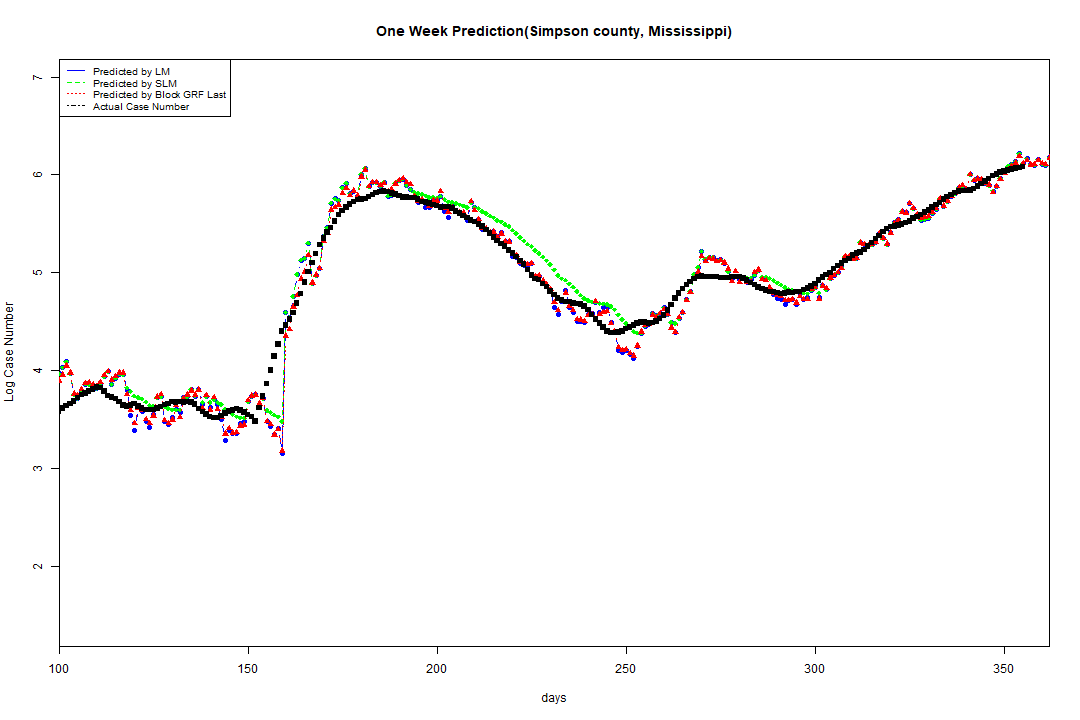 One Week Prediction(Simpson county, Mississippi)
Predicted by LM
Predicted by SLM
Predicted by Block GRF Last
Actual Case Number
7
6
5
4
3
2
Log Case Number
100 150 200 250 300 350
days